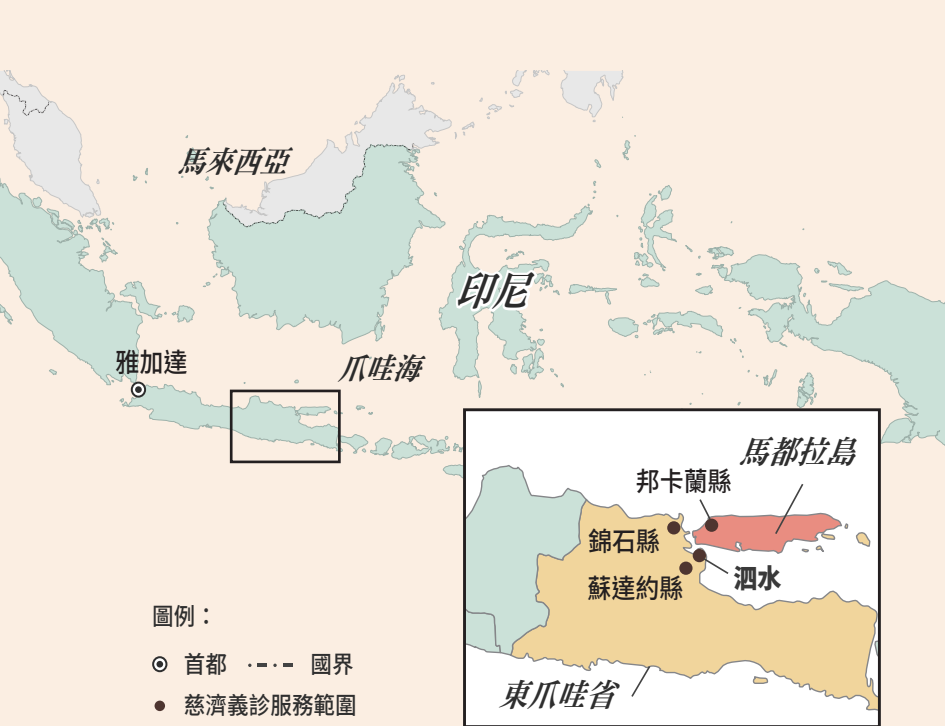 馬來西亞
印尼
雅加達
爪哇海
馬都拉島
邦卡蘭縣
錦石縣
泗水
蘇達約縣
東爪哇省
圖例：
首都 國界
慈濟義診服務範圍